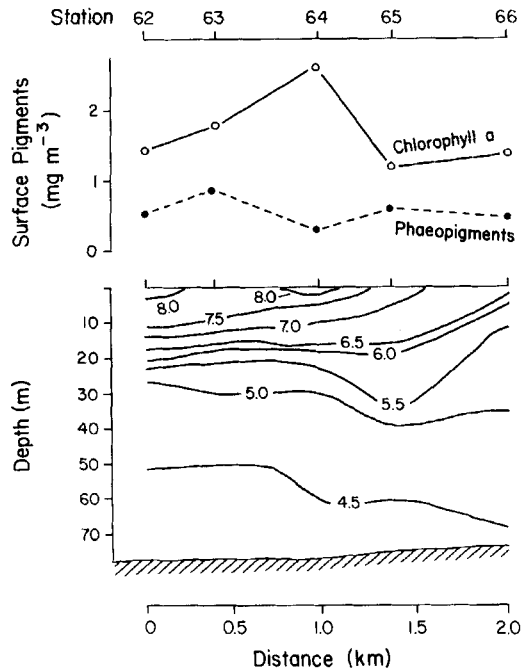 Station 62 63 64 65 66
Surface Pigments
(mg m⁻³)
2
1
0
Chlorophyll a
Phaeopigments
Depth (m)
10
20
30
40
50
60
70
8.0
8.0
7.5
7.0
6.5
6.0
5.5
5.0
4.5
0 0.5 1.0 1.5 2.0
Distance (km)